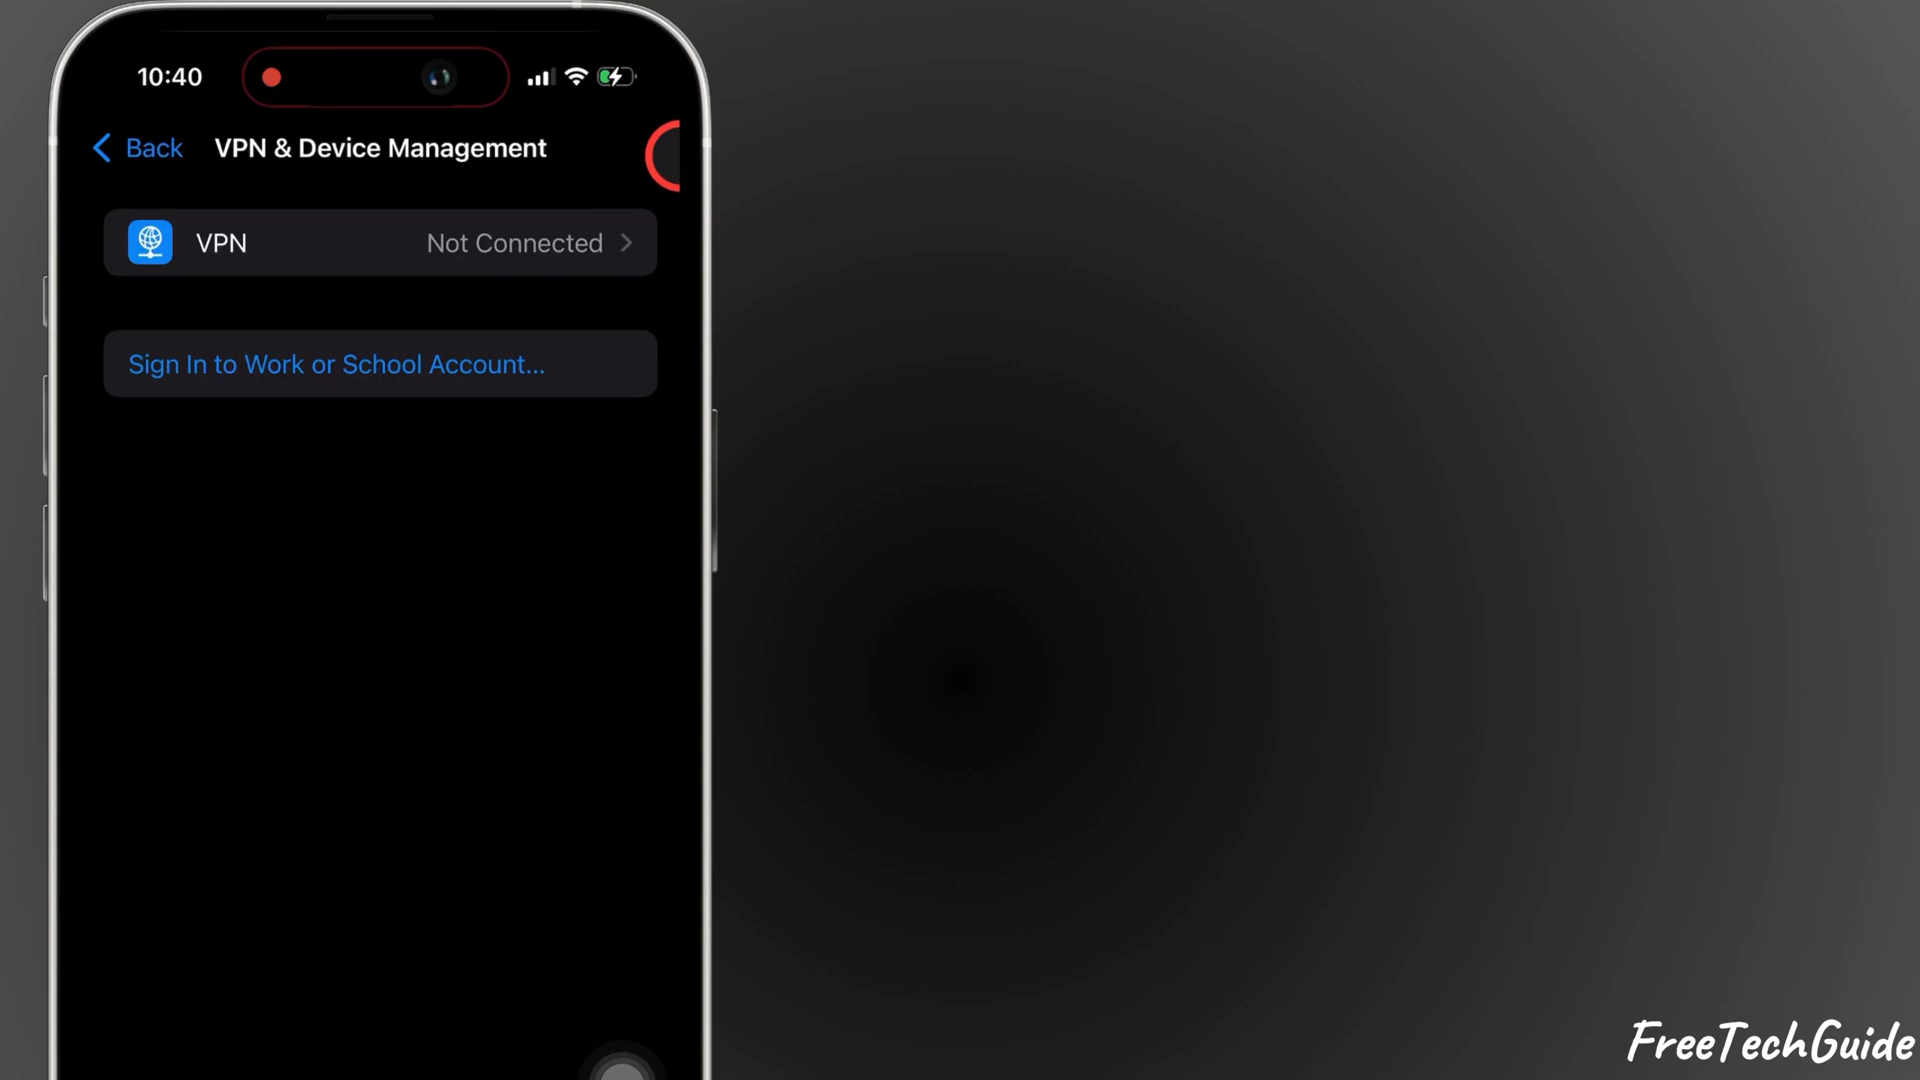 10:40
Back VPN & Device Management
VPN Not Connected
Sign In to Work or School Account...
FreeTechGuide